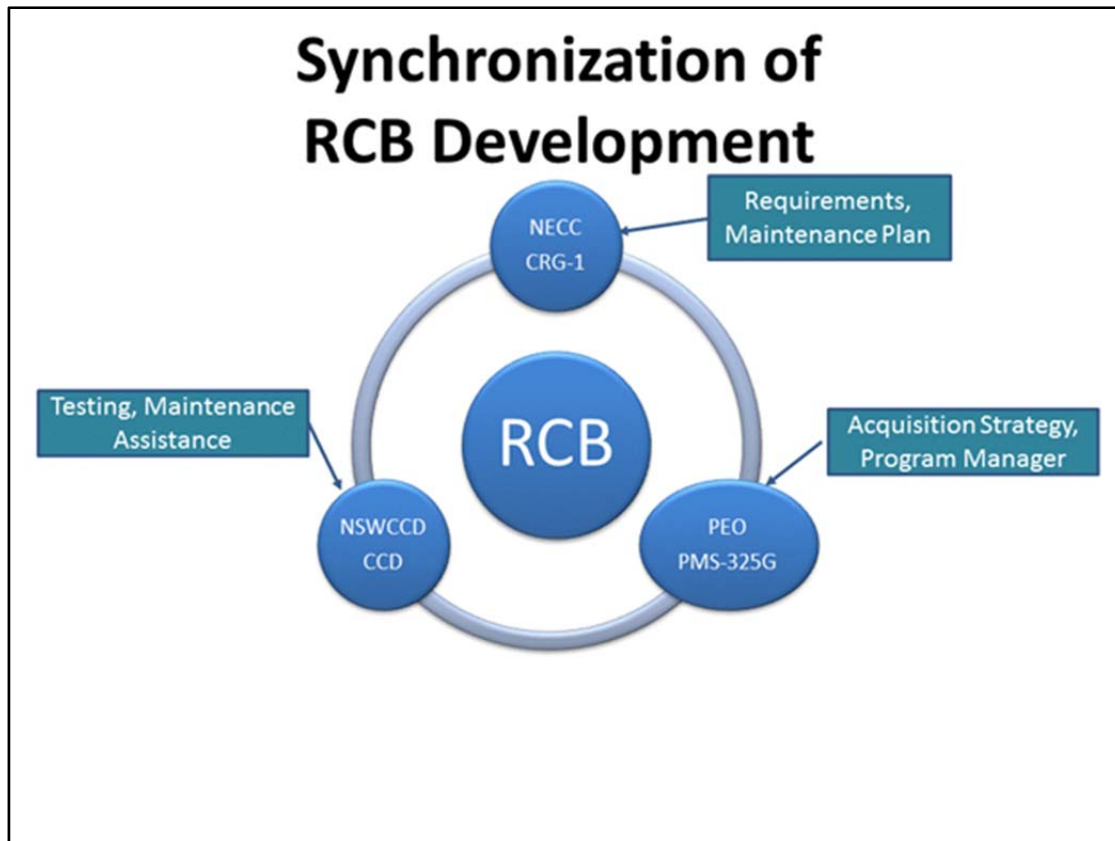 Synchronization of
RCB Development
NECC
CRG-1
Requirements,
Maintenance Plan
Testing, Maintenance
Assistance
RCB
Acquisition Strategy,
Program Manager
NSWCCD
CCD
PEO
PMS-325G